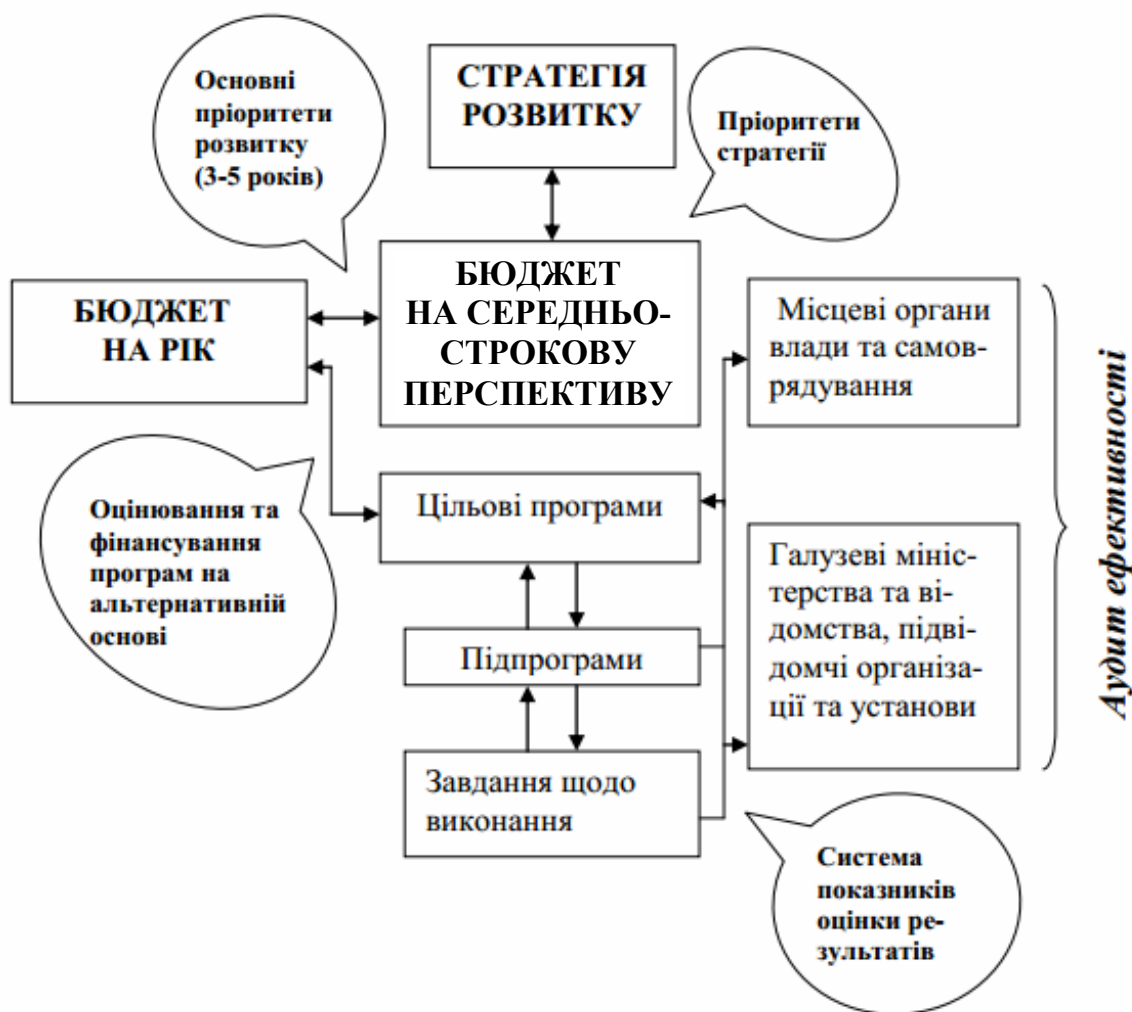 Основні
пріоритети
розвитку
(3-5 років)
СТРАТЕГІЯ
РОЗВИТКУ
Пріоритети
стратегії
БЮДЖЕТ
НА РІК
БЮДЖЕТ
НА СЕРЕДНЬО-
СТРОКОВУ
ПЕРСПЕКТИВУ
Місцеві органи
влади та самов-
рядування
Оцінювання та
фінансування
програм на
альтернативній
основі
Цільові програми
Галузеві мініс-
терства та ві-
домства, підві-
домчі організа-
ції та установи
Підпрограми
Завдання щодо
виконання
Система
показників
оцінки ре-
зультатів
Аудит ефективності